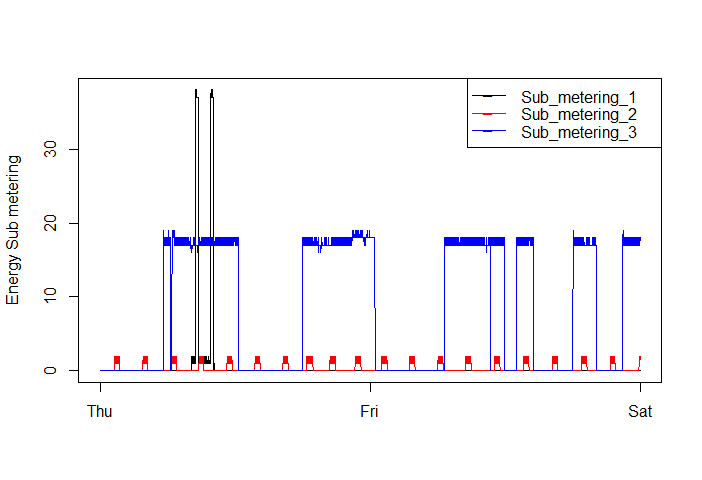 Sub_metering_1
Sub_metering_2
Sub_metering_3
Energy Sub metering
30
20
10
0
Thu
Fri
Sat